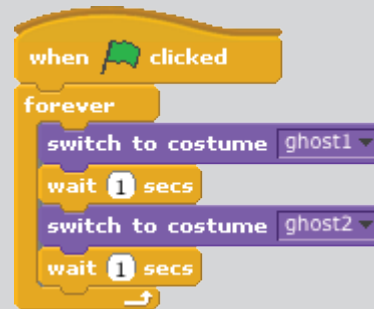 when clicked
forever
switch to costume ghost1
wait 1 secs
switch to costume ghost2
wait 1 secs